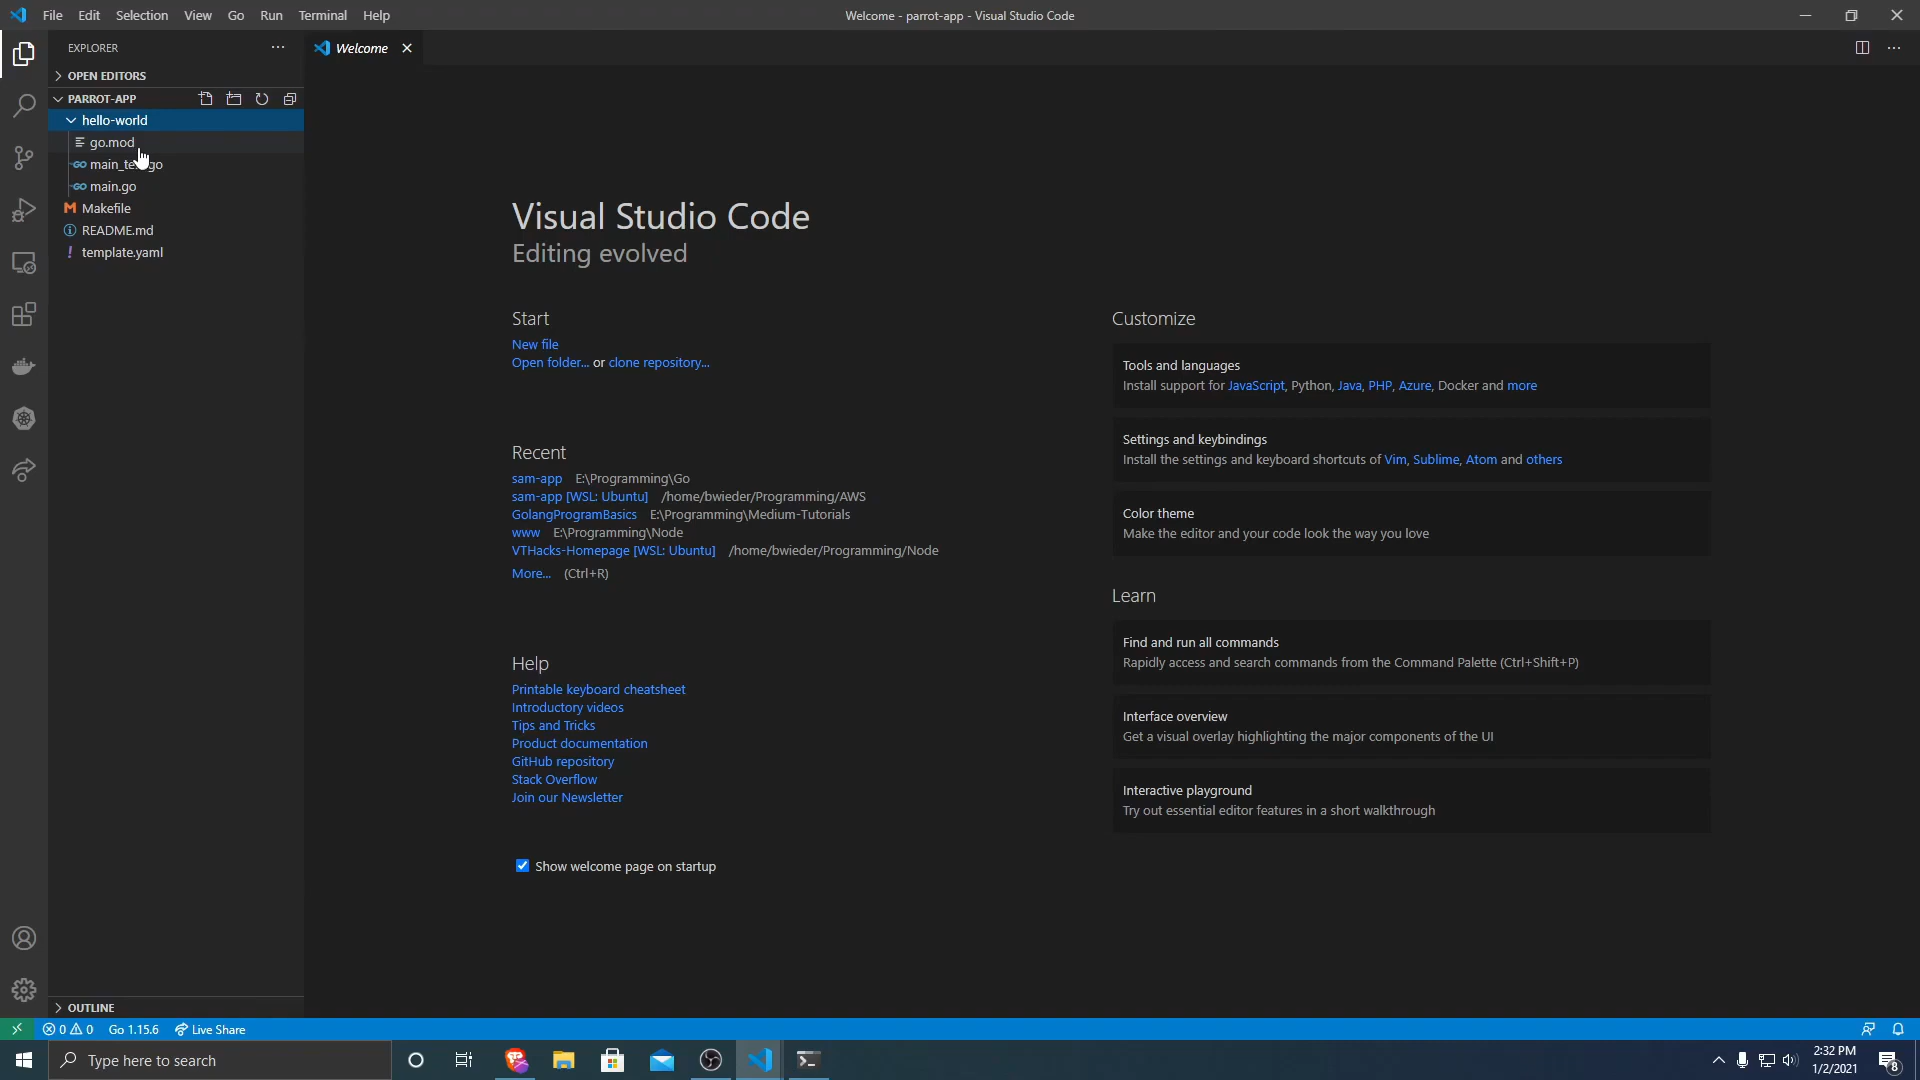 File Edit Selection View Go Run Terminal Help
Welcome - parrot-app - Visual Studio Code
EXPLORER
Welcome
OPEN EDITORS
PARROT-APP
hello-world
go.mod
main_te go
main.go
Makefile
README.md
template.yaml
Visual Studio Code
Editing evolved
Start
New file
Open folder... or clone repository...
Recent
sam-app E:\Programming\Go
sam-app [WSL: Ubuntu] /home/bwieder/Programming/AWS
GolangProgramBasics E:\Programming\Medium-Tutorials
www E:\Programming\Node
VTHacks-Homepage [WSL: Ubuntu] /home/bwieder/Programming/Node
More... (Ctrl+R)
Help
Printable keyboard cheatsheet
Introductory videos
Tips and Tricks
Product documentation
GitHub repository
Stack Overflow
Join our Newsletter
Show welcome page on startup
Customize
Tools and languages
Install support for JavaScript, Python, Java, PHP, Azure, Docker and more
Settings and keybindings
Install the settings and keyboard shortcuts of Vim, Sublime, Atom and others
Color theme
Make the editor and your code look the way you love
Learn
Find and run all commands
Rapidly access and search commands from the Command Palette (Ctrl+Shift+P)
Interface overview
Get a visual overlay highlighting the major components of the UI
Interactive playground
Try out essential editor features in a short walkthrough
OUTLINE
0 0 Go 1.15.6 Live Share
Type here to search
2:32 PM
1/2/2021
8